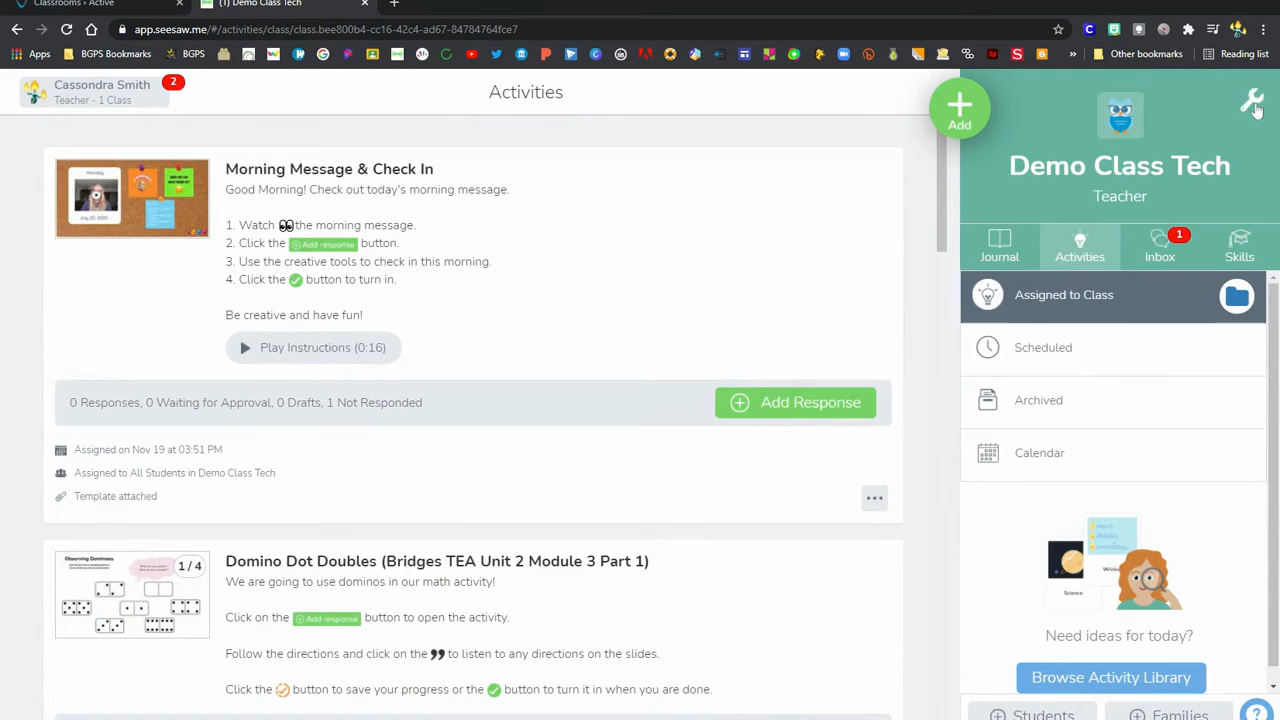 Classrooms › Active
(1) Demo Class Tech
app.seesaw.me/#/activities/class/class.bee800b4-cc16-42c4-ad67-84784764fce7
Apps
BGPS Bookmarks
BGPS
Other bookmarks
Reading list
Cassondra Smith
2
Teacher - 1 Class
Activities
Add
Demo Class Tech
Teacher
Journal
Activities
Inbox
1
Skills
Assigned to Class
Scheduled
Archived
Calendar
Need ideas for today?
Browse Activity Library
Students
Families
?
Morning Message & Check In
Good Morning! Check out today's morning message.
1. Watch the morning message.
2. Click the Add response button.
3. Use the creative tools to check in this morning.
4. Click the button to turn in.
Be creative and have fun!
Play Instructions (0:16)
0 Responses, 0 Waiting for Approval, 0 Drafts, 1 Not Responded
Add Response
Assigned on Nov 19 at 03:51 PM
Assigned to All Students in Demo Class Tech
Template attached
Observing Dominoes
1 / 4
Domino Dot Doubles (Bridges TEA Unit 2 Module 3 Part 1)
We are going to use dominos in our math activity!
Click on the Add response button to open the activity.
Follow the directions and click on the to listen to any directions on the slides.
Click the button to save your progress or the button to turn it in when you are done.
Monday
Science